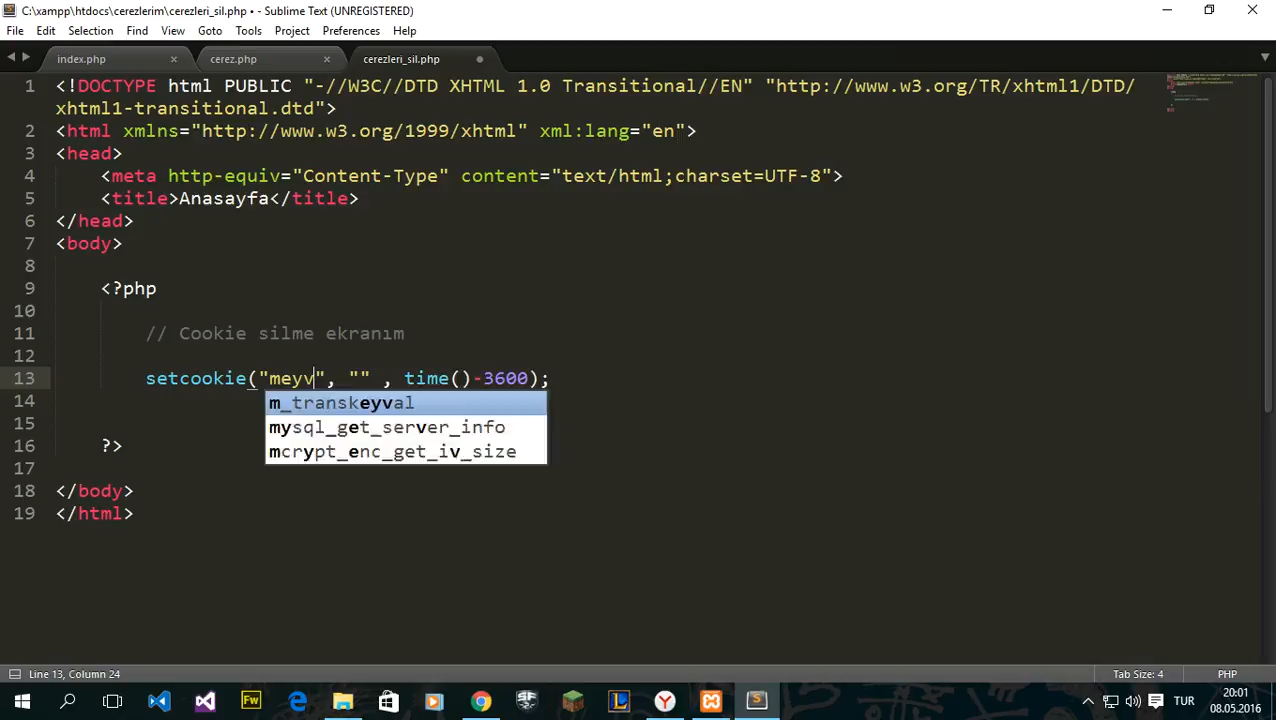 C:\xampp\htdocs\cerezlerim\cerezleri_sil.php • - Sublime Text (UNREGISTERED)
File Edit Selection Find View Goto Tools Project Preferences Help
index.php × cerez.php × cerezleri_sil.php
1 <!DOCTYPE html PUBLIC "-//W3C//DTD XHTML 1.0 Transitional//EN" "http://www.w3.org/TR/xhtml1/DTD/
xhtml1-transitional.dtd">
2 <html xmlns="http://www.w3.org/1999/xhtml" xml:lang="en">
3 <head>
4 <meta http-equiv="Content-Type" content="text/html;charset=UTF-8">
5 <title>Anasayfa</title>
6 </head>
7 <body>
8
9 <?php
10
11 // Cookie silme ekranım
12
13 setcookie("meyv", "" , time()-3600);
14 m_transkeyval
mysql_get_server_info
15
mcrypt_enc_get_iv_size
16 ?>
17
18 </body>
19 </html>
Line 13, Column 24 Tab Size: 4 PHP
Fw L Y S TUR 20:01
08.05.2016